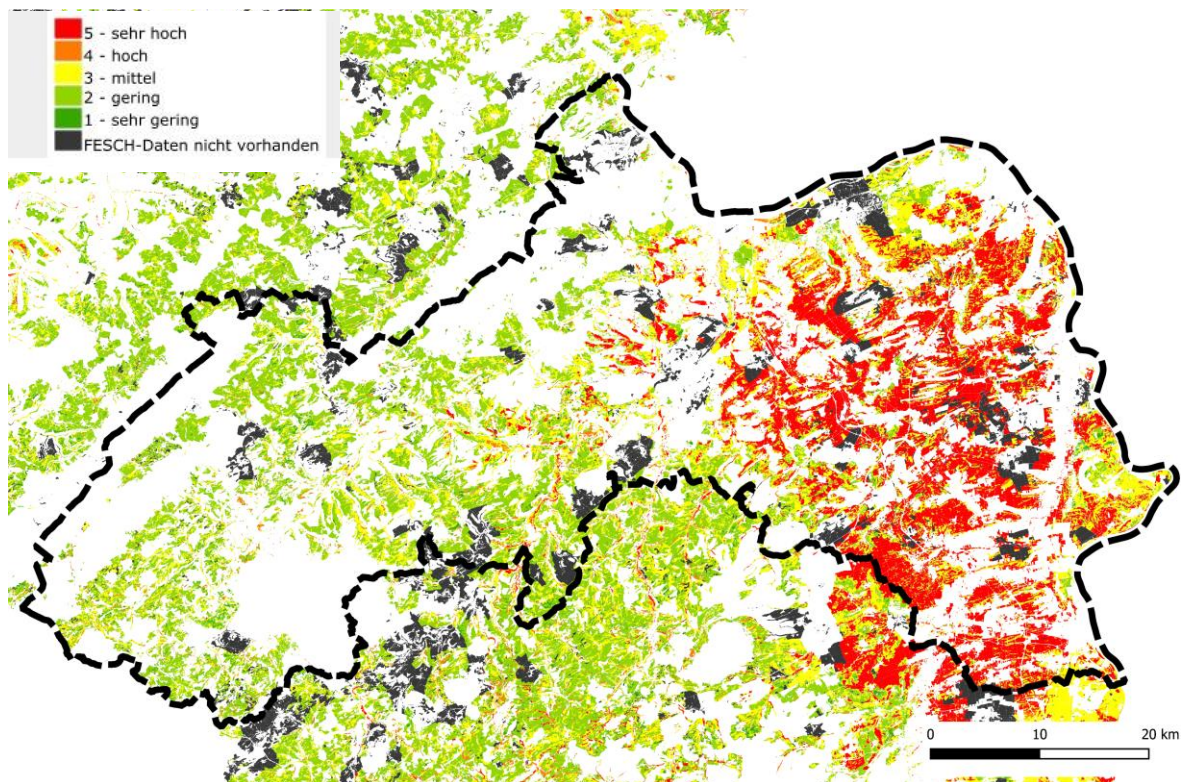 5 - sehr hoch
4 - hoch
3 - mittel
2 - gering
1 - sehr gering
FESCH-Daten nicht vorhanden
0 10 20 km